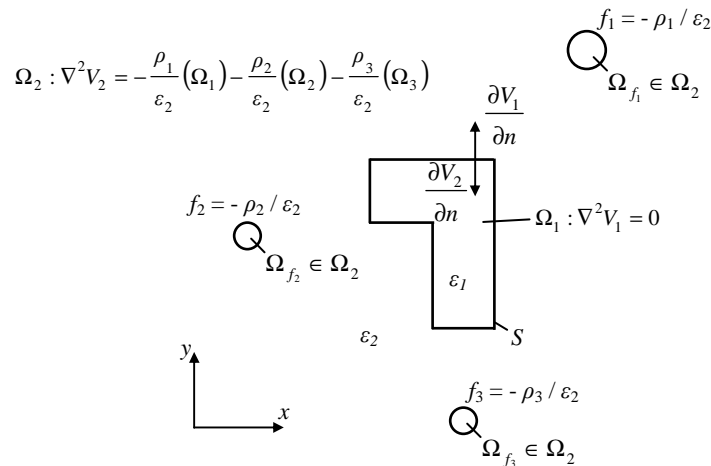 f₁ = - ρ₁ / ε₂
Ω₂ : ∇²V₂ = − ρ₁/ε₂ (Ω₁) − ρ₂/ε₂ (Ω₂) − ρ₃/ε₂ (Ω₃)
Ω_f₁ ∈ Ω₂
∂V₁/∂n
∂V₂/∂n
f₂ = - ρ₂ / ε₂
Ω₁ : ∇²V₁ = 0
Ω_f₂ ∈ Ω₂
ε₁
ε₂
S
y
f₃ = - ρ₃ / ε₂
x
Ω_f₃ ∈ Ω₂